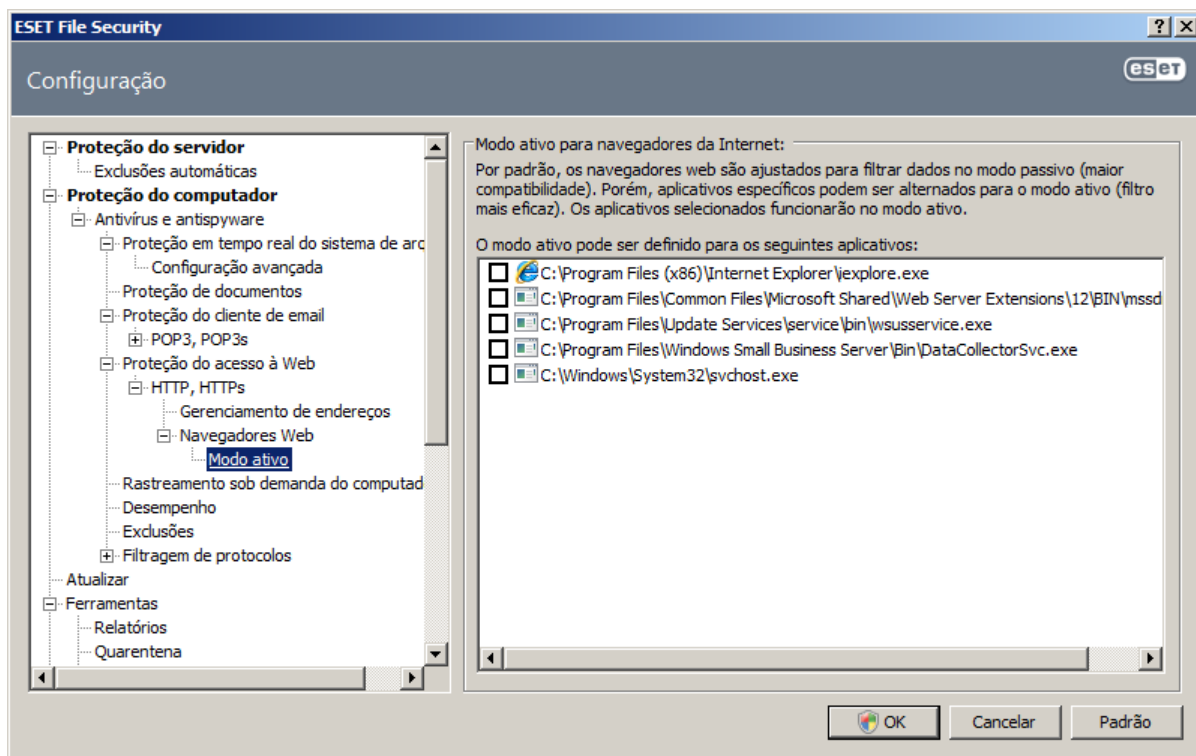 ESET File Security
Configuração
eset
Proteção do servidor
Exclusões automáticas
Proteção do computador
Antivírus e antispyware
Proteção em tempo real do sistema de arc
Configuração avançada
Proteção de documentos
Proteção do cliente de email
POP3, POP3s
Proteção do acesso à Web
HTTP, HTTPs
Gerenciamento de endereços
Navegadores Web
Modo ativo
Rastreamento sob demanda do computad
Desempenho
Exclusões
Filtragem de protocolos
Atualizar
Ferramentas
Relatórios
Quarentena
Modo ativo para navegadores da Internet:
Por padrão, os navegadores web são ajustados para filtrar dados no modo passivo (maior
compatibilidade). Porém, aplicativos específicos podem ser alternados para o modo ativo (filtro
mais eficaz). Os aplicativos selecionados funcionarão no modo ativo.
O modo ativo pode ser definido para os seguintes aplicativos:
C:\Program Files (x86)\Internet Explorer\iexplore.exe
C:\Program Files\Common Files\Microsoft Shared\Web Server Extensions\12\BIN\mssd
C:\Program Files\Update Services\service\bin\wsusservice.exe
C:\Program Files\Windows Small Business Server\Bin\DataCollectorSvc.exe
C:\Windows\System32\svchost.exe
OK
Cancelar
Padrão